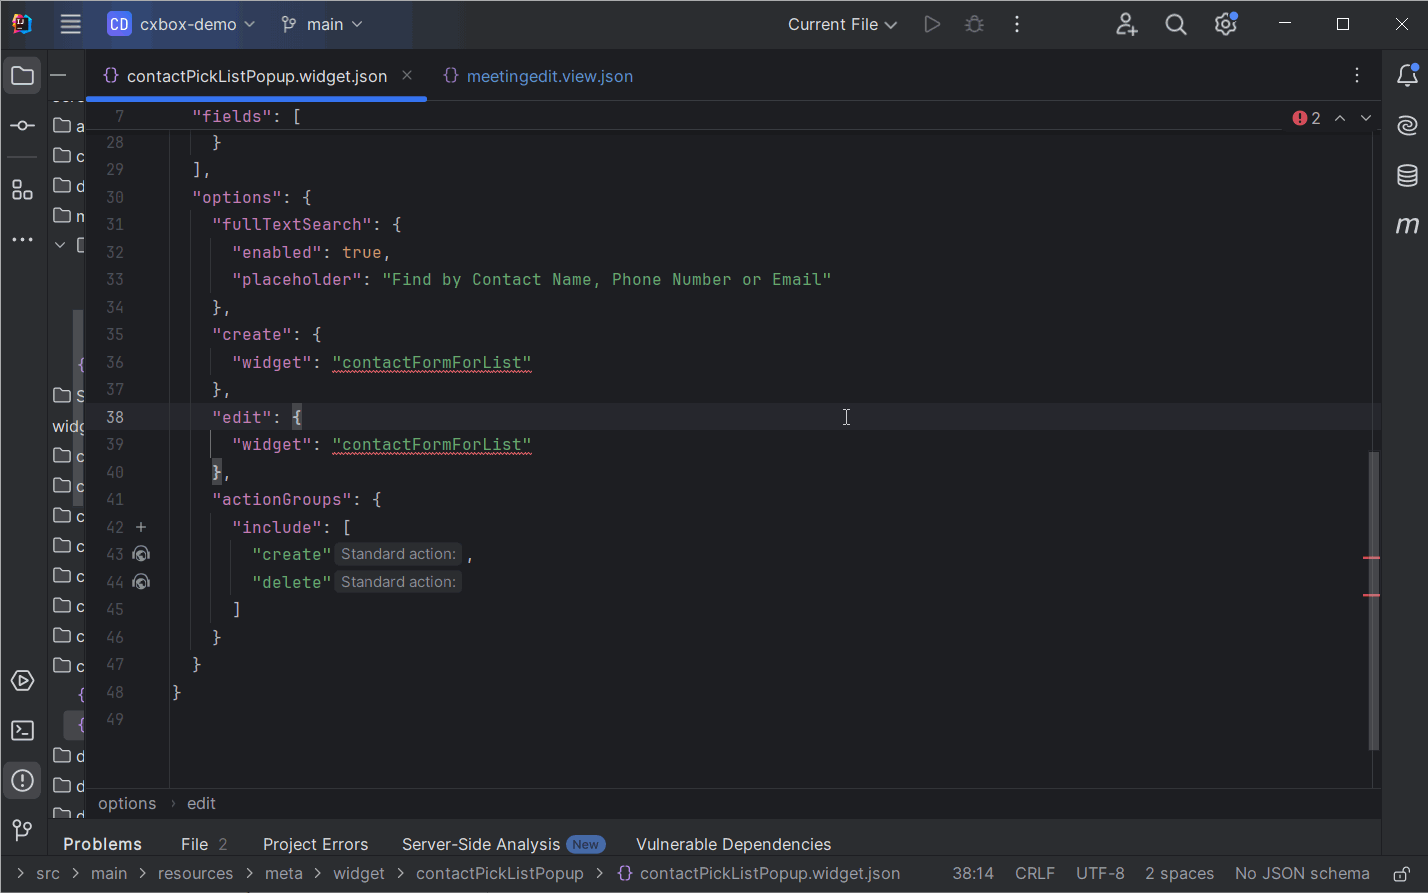 CD cxbox-demo main Current File
contactPickListPopup.widget.json meetingedit.view.json
7 "fields": [ 2
28 }
29 ],
30 "options": {
31 "fullTextSearch": {
32 "enabled": true,
33 "placeholder": "Find by Contact Name, Phone Number or Email"
34 },
35 "create": {
36 "widget": "contactFormForList"
37 },
38 "edit": {
39 "widget": "contactFormForList"
40 },
41 "actionGroups": {
42 "include": [
43 "create" Standard action: ,
44 "delete" Standard action:
45 ]
46 }
47 }
48 }
49
a
c
d
m
{
S
widg
c
c
c
c
c
c
c
c
{
{
d
d
m
options › edit
Problems File 2 Project Errors Server-Side Analysis New Vulnerable Dependencies
> src > main > resources > meta > widget > contactPickListPopup > {} contactPickListPopup.widget.json 38:14 CRLF UTF-8 2 spaces No JSON schema